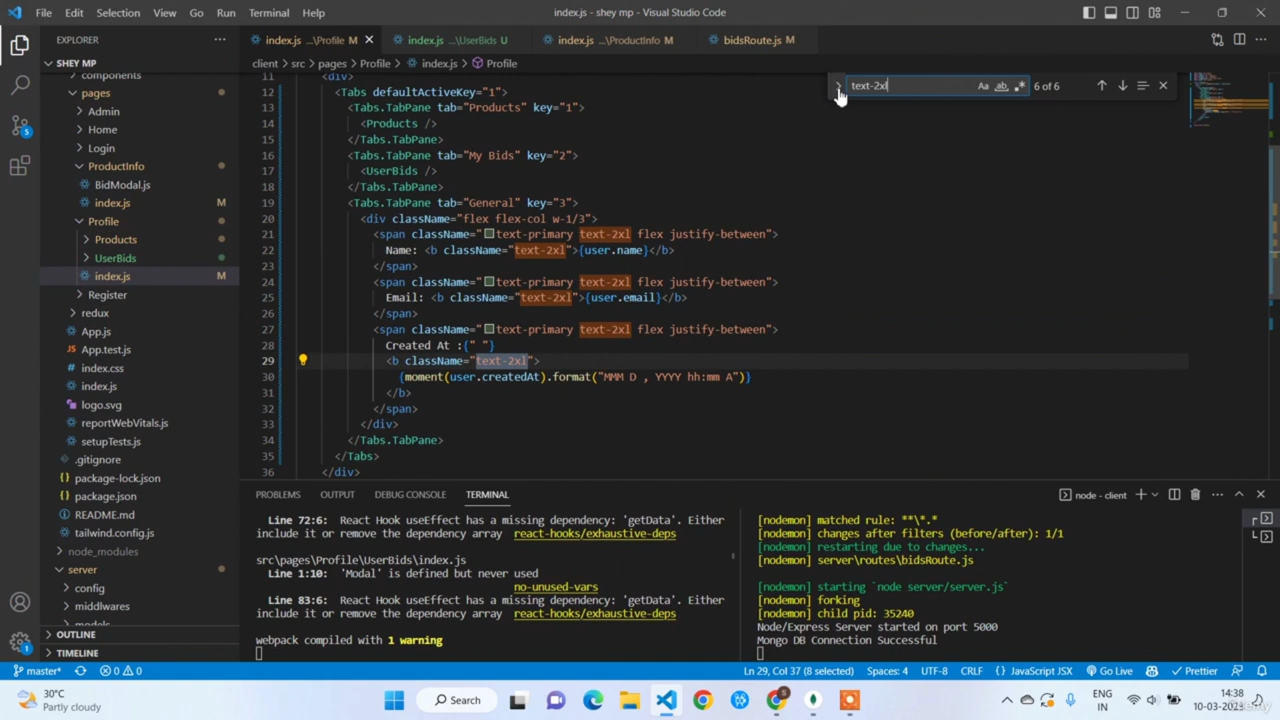 File Edit Selection View Go Run Terminal Help
index.js - shey mp - Visual Studio Code
EXPLORER
SHEY MP
components
pages
Admin
Home
Login
ProductInfo
BidModal.js
index.js M
Profile
Products
UserBids
index.js M
Register
redux
App.js
App.test.js
index.css
index.js
logo.svg
reportWebVitals.js
setupTests.js
.gitignore
package-lock.json
package.json
README.md
tailwind.config.js
node_modules
server
config
middlwares
models
OUTLINE
TIMELINE
index.js ...\Profile M
index.js ...\UserBids U
index.js ...\ProductInfo M
bidsRoute.js M
client > src > pages > Profile > index.js > Profile
text-2xl Aa ab 6 of 6
11 <div>
12 <Tabs defaultActiveKey="1">
13 <Tabs.TabPane tab="Products" key="1">
14 <Products />
15 </Tabs.TabPane>
16 <Tabs.TabPane tab="My Bids" key="2">
17 <UserBids />
18 </Tabs.TabPane>
19 <Tabs.TabPane tab="General" key="3">
20 <div className="flex flex-col w-1/3">
21 <span className="text-primary text-2xl flex justify-between">
22 Name: <b className="text-2xl">{user.name}</b>
23 </span>
24 <span className="text-primary text-2xl flex justify-between">
25 Email: <b className="text-2xl">{user.email}</b>
26 </span>
27 <span className="text-primary text-2xl flex justify-between">
28 Created At :{" "}
29 <b className="text-2xl">
30 {moment(user.createdAt).format("MMM D , YYYY hh:mm A")}
31 </b>
32 </span>
33 </div>
34 </Tabs.TabPane>
35 </Tabs>
36 </div>
PROBLEMS OUTPUT DEBUG CONSOLE TERMINAL
node - client
Line 72:6: React Hook useEffect has a missing dependency: 'getData'. Either
include it or remove the dependency array react-hooks/exhaustive-deps
src\pages\Profile\UserBids\index.js
Line 1:10: 'Modal' is defined but never used
no-unused-vars
Line 83:6: React Hook useEffect has a missing dependency: 'getData'. Either
include it or remove the dependency array react-hooks/exhaustive-deps
webpack compiled with 1 warning
[nodemon] matched rule: **\*.*
[nodemon] changes after filters (before/after): 1/1
[nodemon] restarting due to changes...
[nodemon] server\routes\bidsRoute.js
[nodemon] starting `node server/server.js`
[nodemon] forking
[nodemon] child pid: 35240
Node/Express Server started on port 5000
Mongo DB Connection Successful
master* 0 0
Ln 29, Col 37 (8 selected) Spaces: 4 UTF-8 CRLF {} JavaScript JSX Go Live Prettier
30°C
Partly cloudy
Search
ENG
IN
14:38
10-03-2023